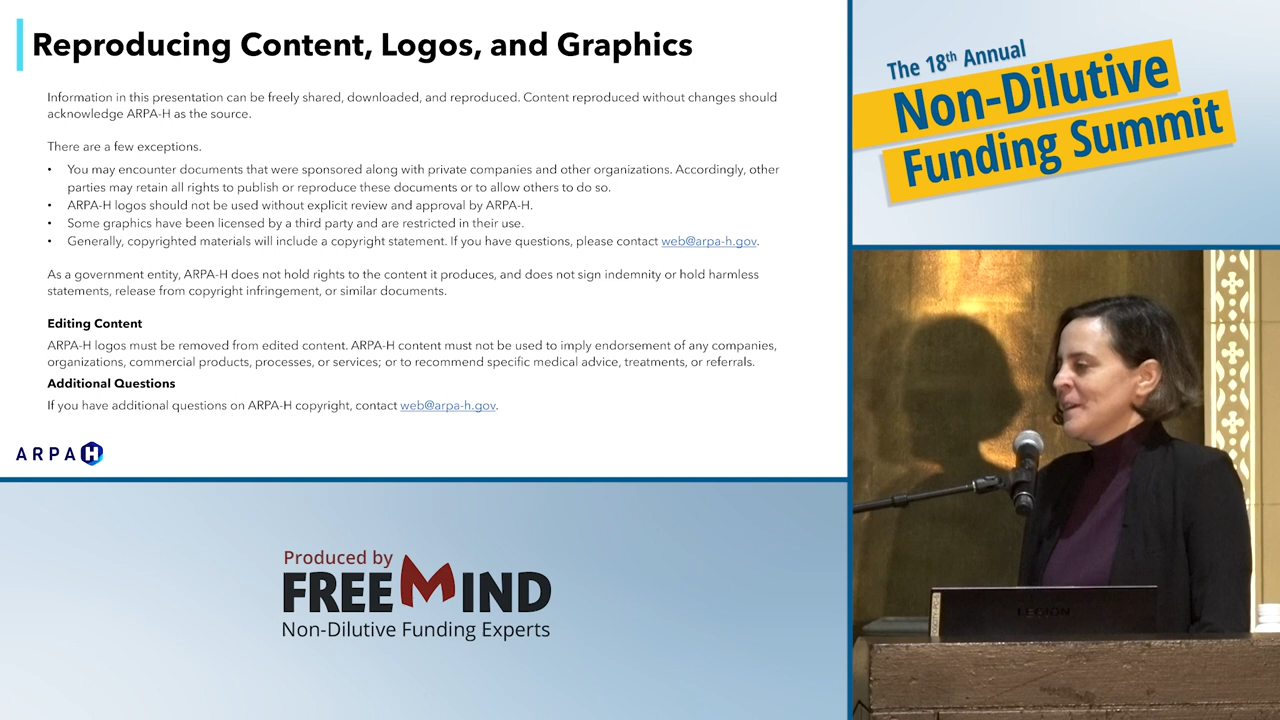 Reproducing Content, Logos, and Graphics
Information in this presentation can be freely shared, downloaded, and reproduced. Content reproduced without changes should
acknowledge ARPA-H as the source.
There are a few exceptions.
• You may encounter documents that were sponsored along with private companies and other organizations. Accordingly, other
parties may retain all rights to publish or reproduce these documents or to allow others to do so.
• ARPA-H logos should not be used without explicit review and approval by ARPA-H.
• Some graphics have been licensed by a third party and are restricted in their use.
• Generally, copyrighted materials will include a copyright statement. If you have questions, please contact web@arpa-h.gov.
As a government entity, ARPA-H does not hold rights to the content it produces, and does not sign indemnity or hold harmless
statements, release from copyright infringement, or similar documents.
Editing Content
ARPA-H logos must be removed from edited content. ARPA-H content must not be used to imply endorsement of any companies,
organizations, commercial products, processes, or services; or to recommend specific medical advice, treatments, or referrals.
Additional Questions
If you have additional questions on ARPA-H copyright, contact web@arpa-h.gov.
ARPA H
The 18th Annual
Non-Dilutive
Funding Summit
Produced by
FREEMIND
Non-Dilutive Funding Experts
LEGION